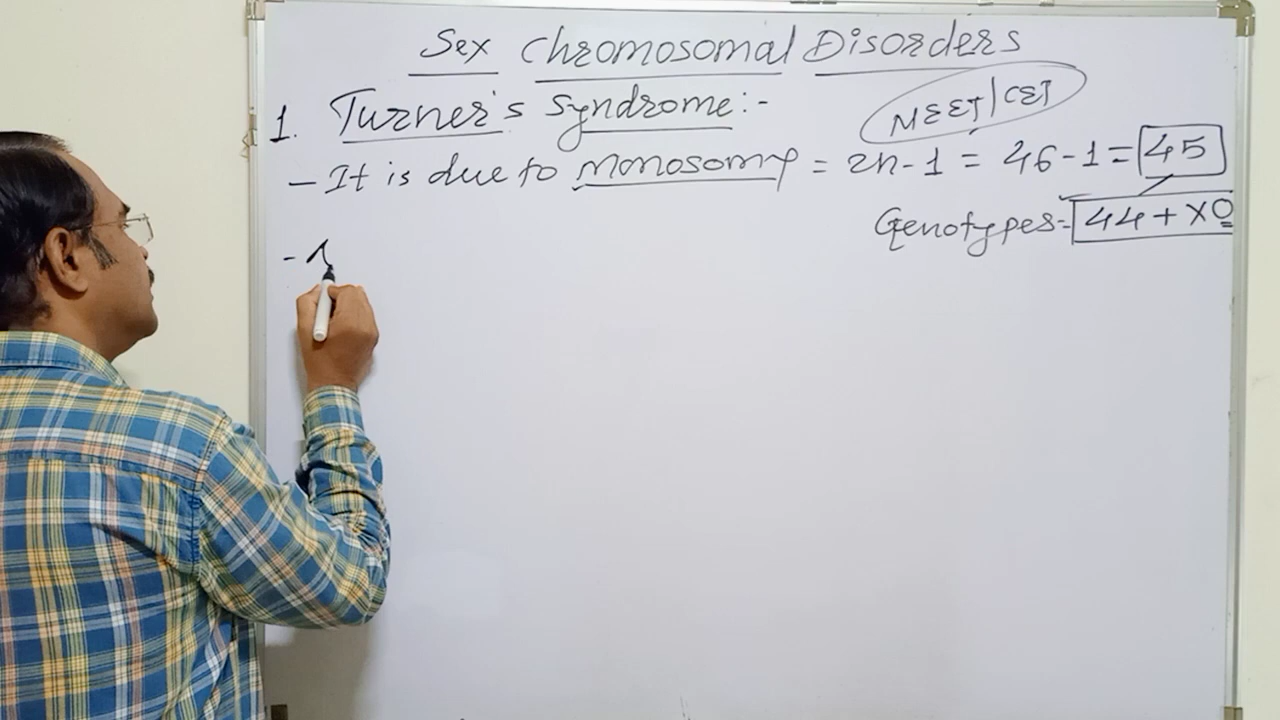 Sex Chromosomal Disorders
1. Turner's Syndrome:-
NEET/CET
- It is due to Monosomy = 2n-1 = 46-1 = 45
Genotypes:- 44+XO
-